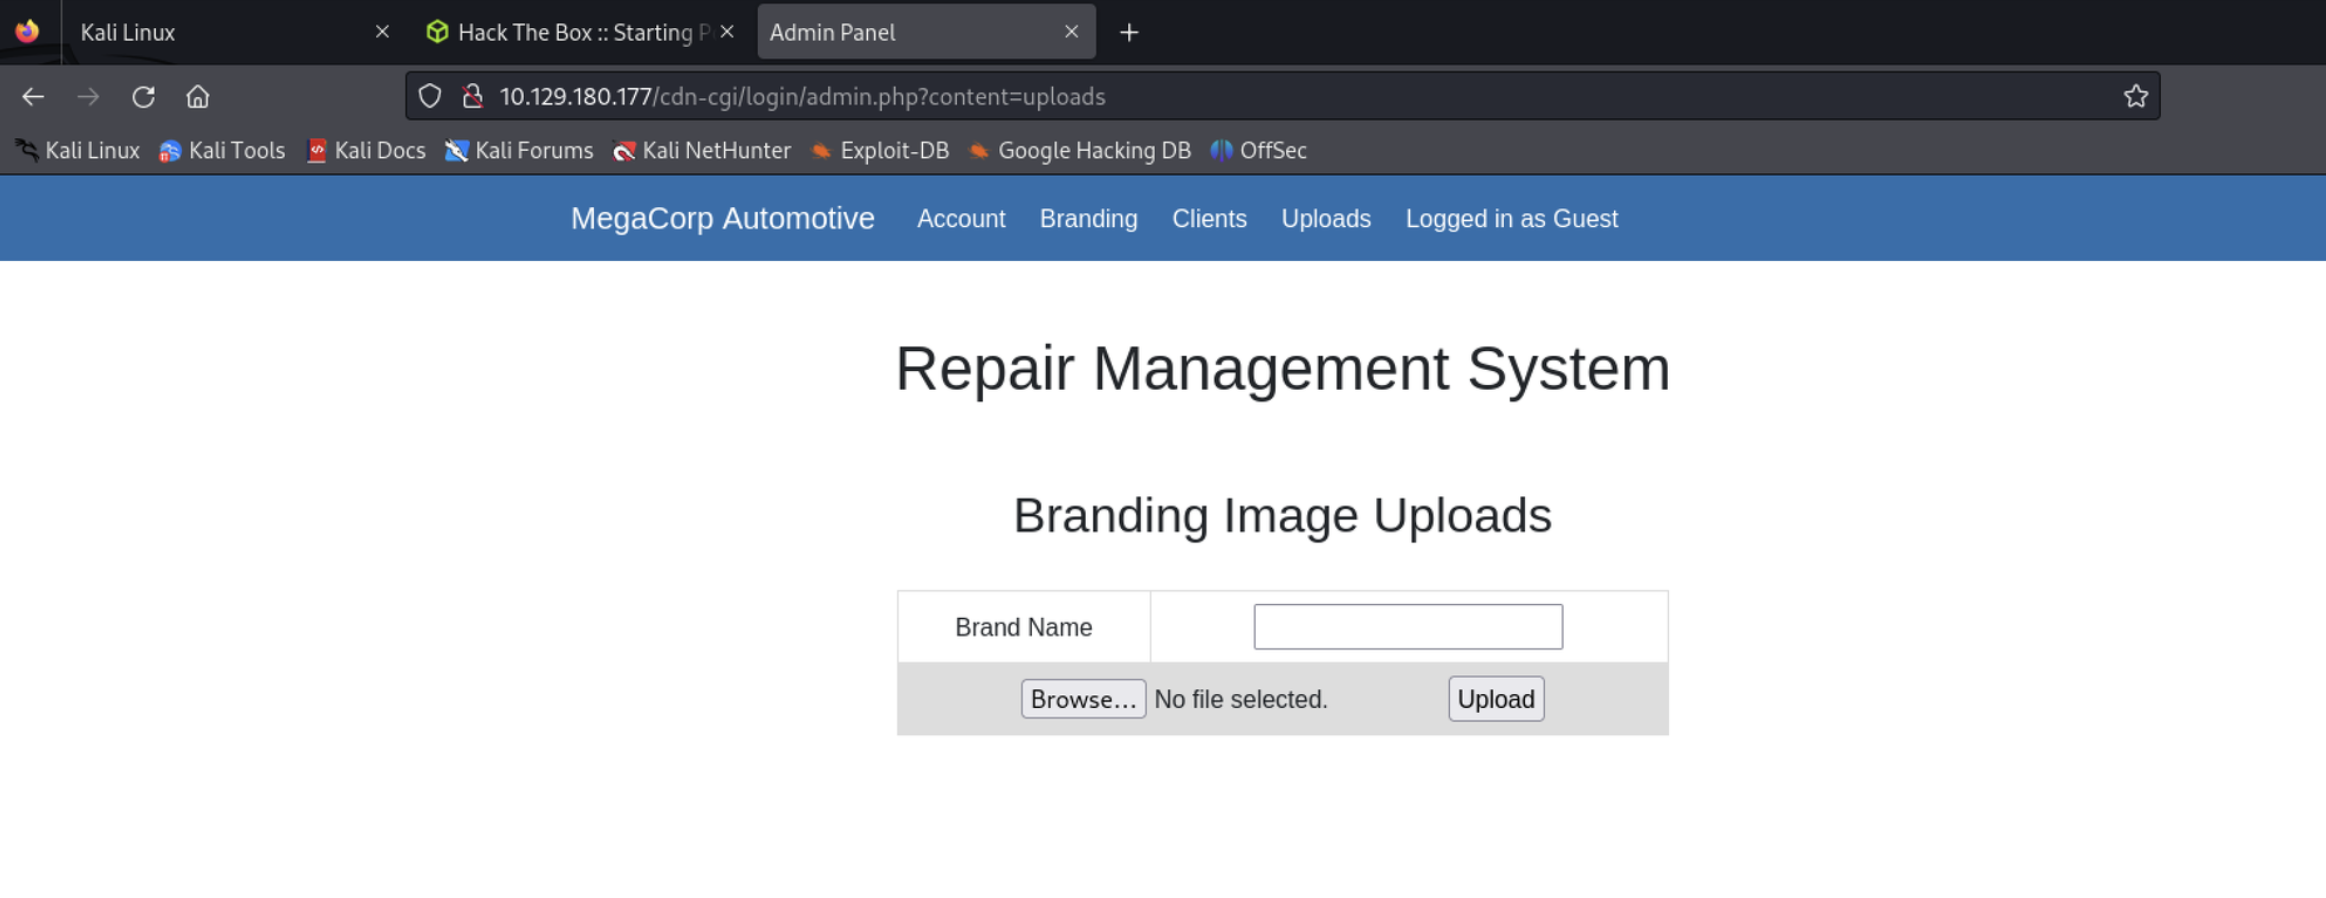 Kali Linux
Hack The Box :: Starting P
Admin Panel
10.129.180.177/cdn-cgi/login/admin.php?content=uploads
Kali Linux Kali Tools Kali Docs Kali Forums Kali NetHunter Exploit-DB Google Hacking DB OffSec
MegaCorp Automotive Account Branding Clients Uploads Logged in as Guest
Repair Management System
Branding Image Uploads
Brand Name
Browse... No file selected. Upload